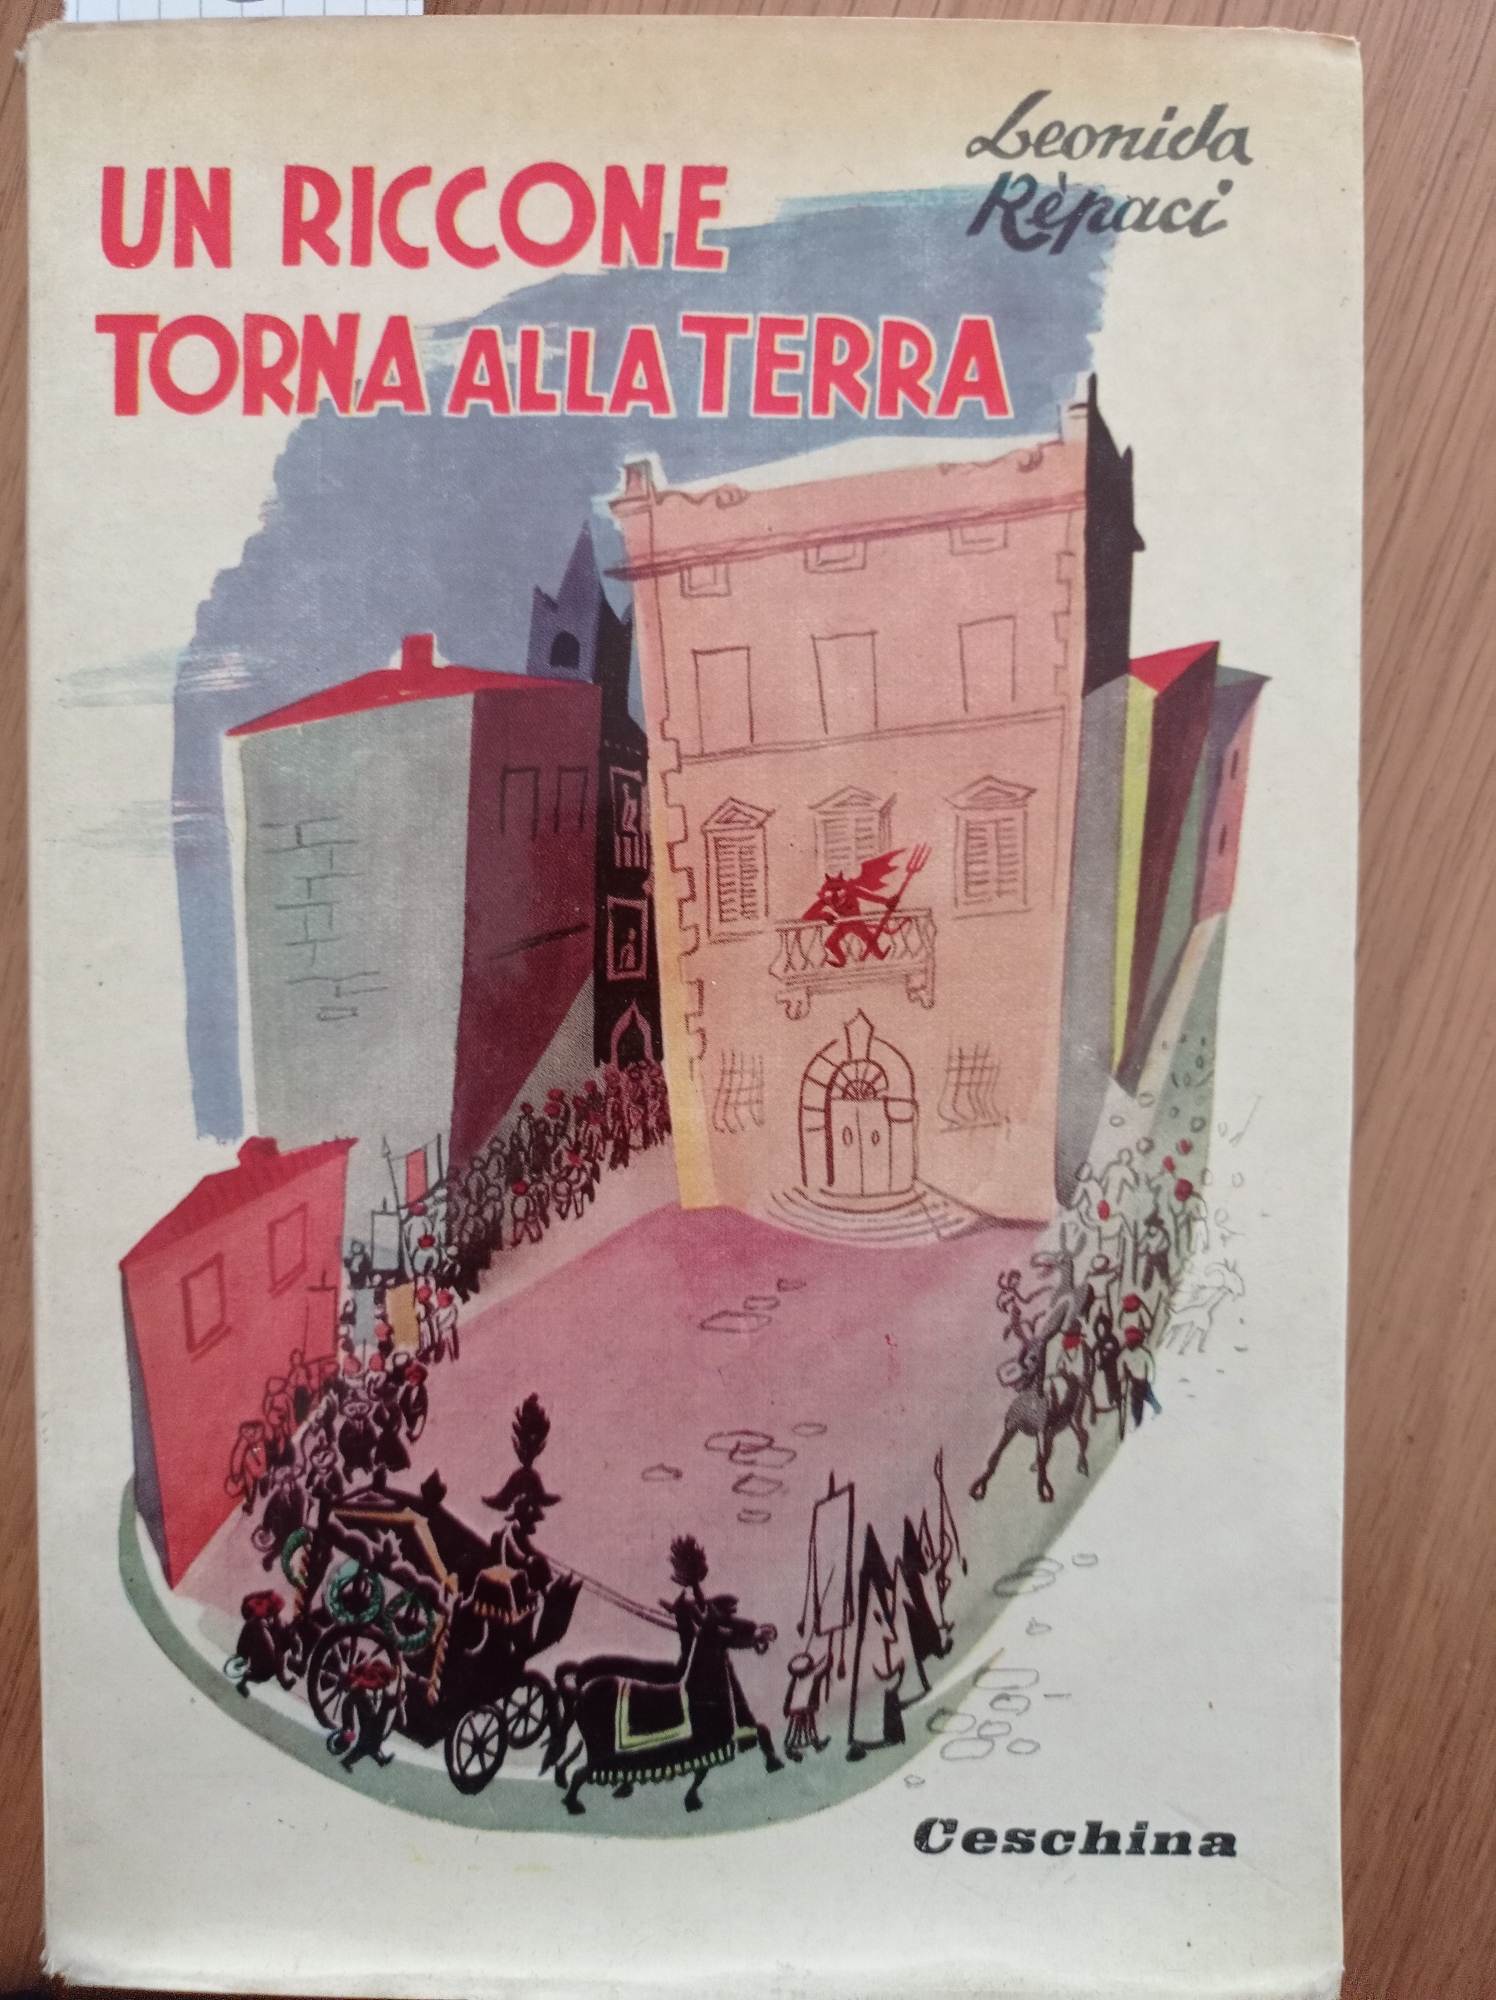 Leonida
Rèpaci
UN RICCONE
TORNA ALLA TERRA
Ceschina